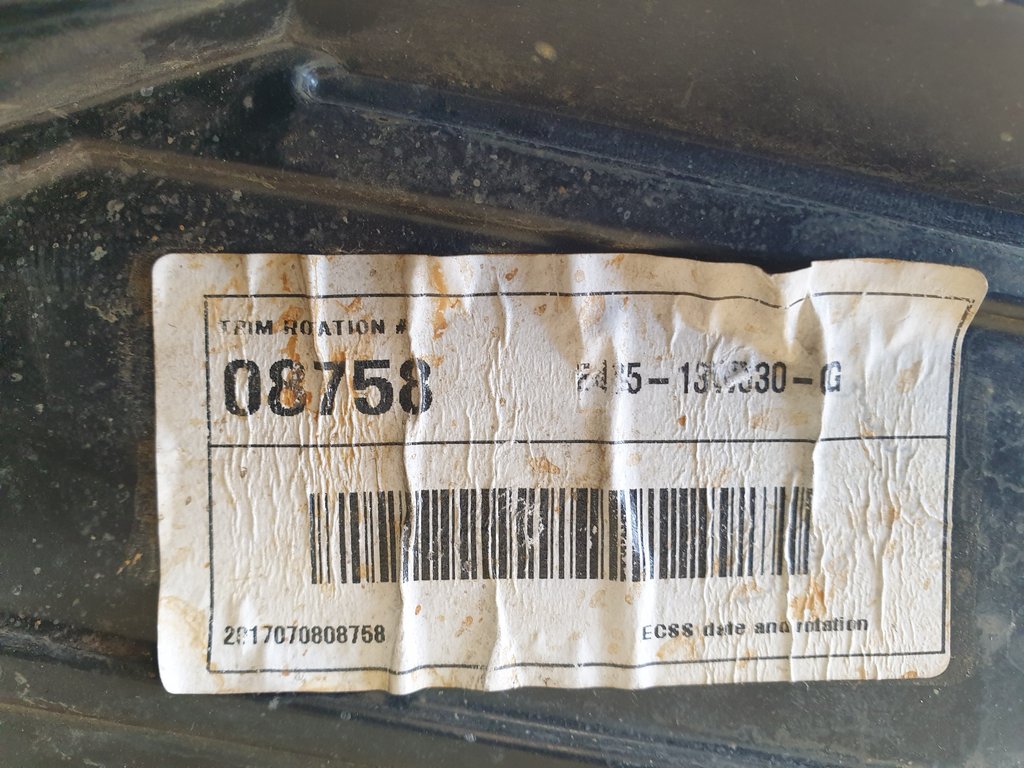 TRIM ROATION #
08758
2017070808758
ECSS date and rotation